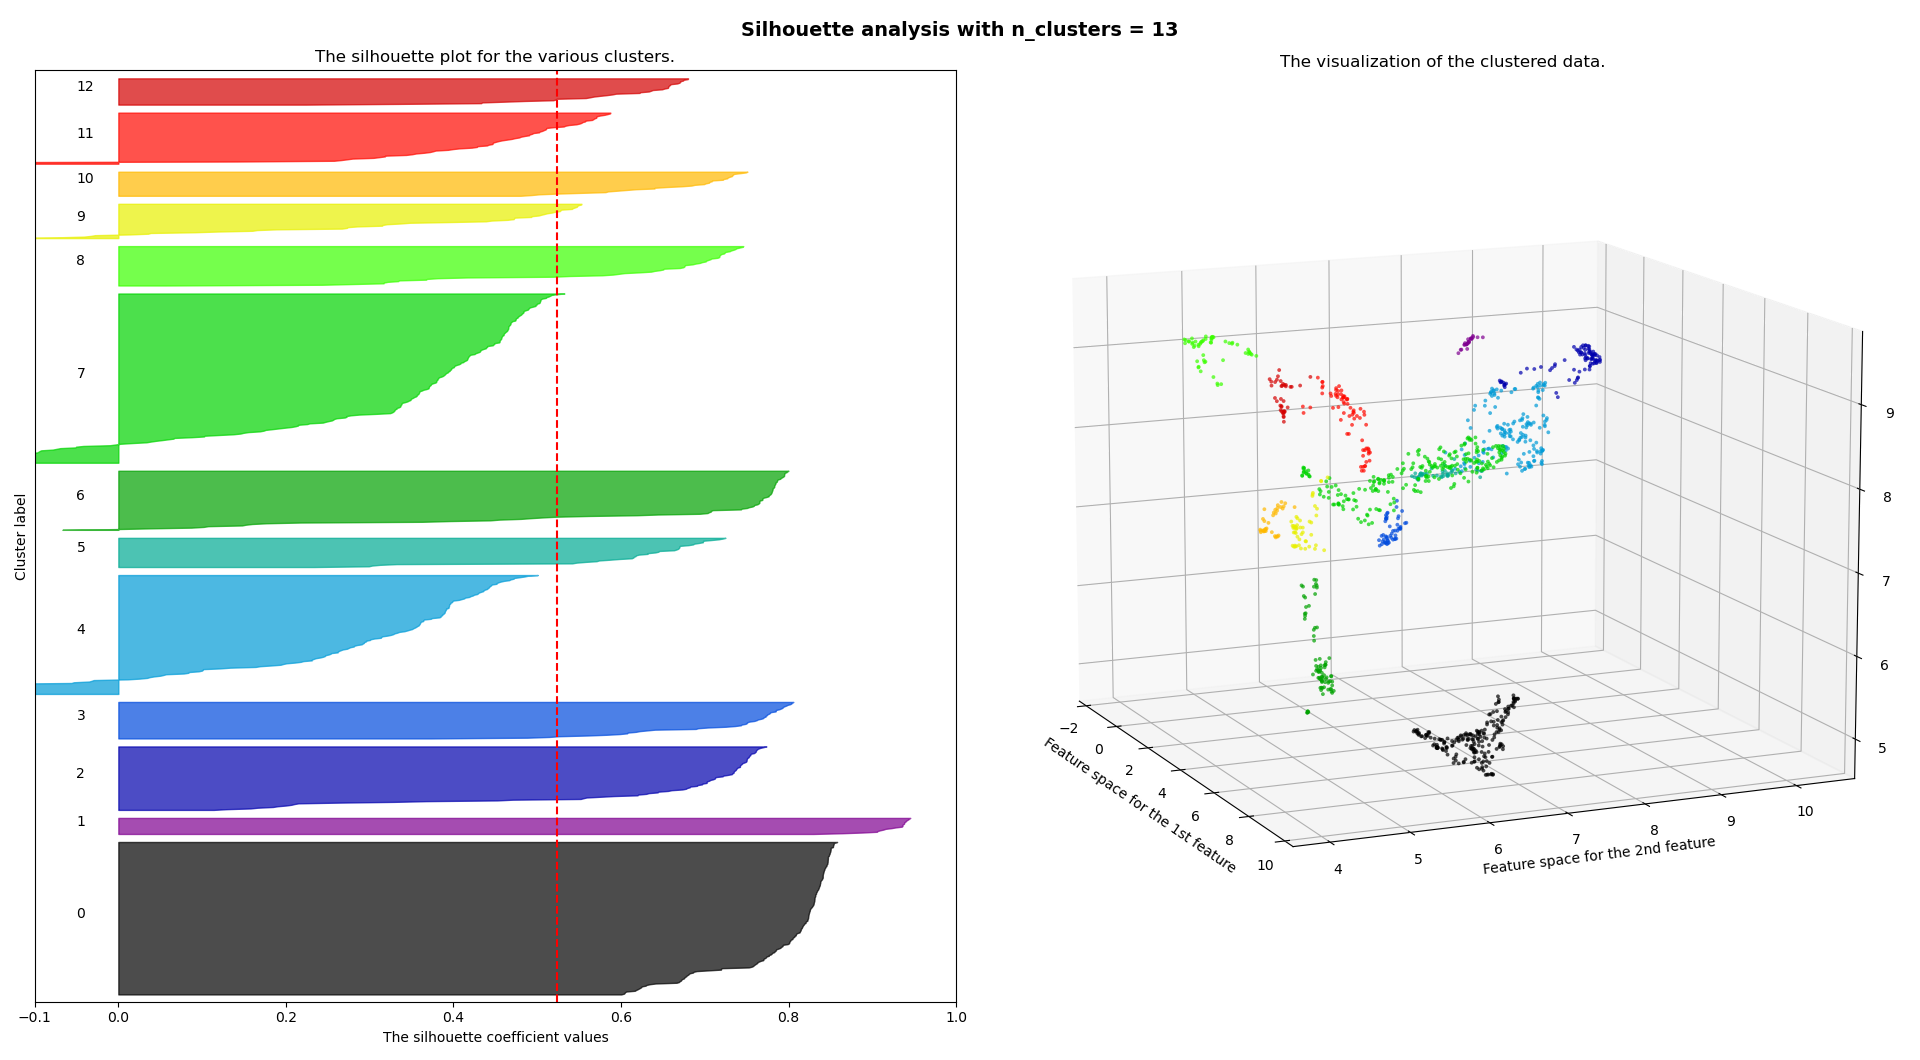 Silhouette analysis with n_clusters = 13
The silhouette plot for the various clusters.
12
11
10
9
8
7
6
5
4
3
2
1
0
Cluster label
−0.1 0.0 0.2 0.4 0.6 0.8 1.0
The silhouette coefficient values
The visualization of the clustered data.
9
8
7
6
5
−2 0 2 4 6 8 10
Feature space for the 1st feature
4 5 6 7 8 9 10
Feature space for the 2nd feature